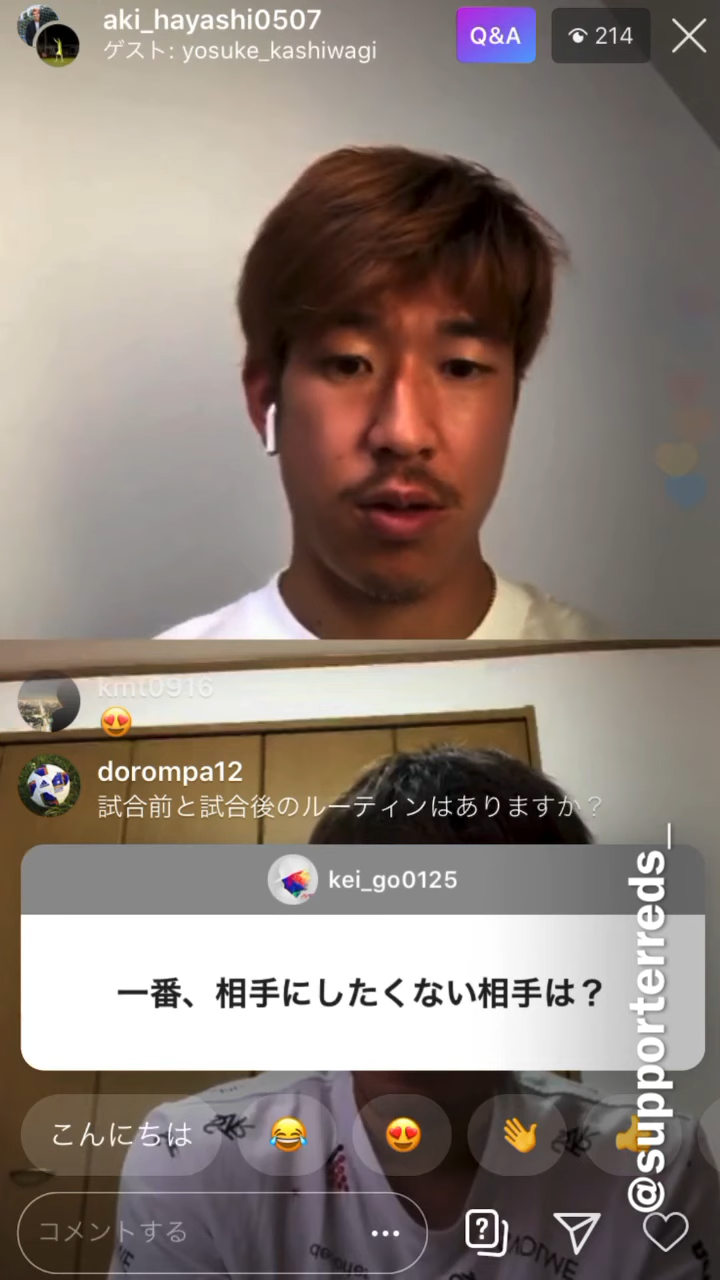 aki_hayashi0507
ゲスト: yosuke_kashiwagi
Q&A
214
kmt0916
😍
dorompa12
試合前と試合後のルーティンはありますか？
kei_go0125
一番、相手にしたくない相手は？
@supporterreds_
こんにちは
😂
😍
👋
👍
コメントする